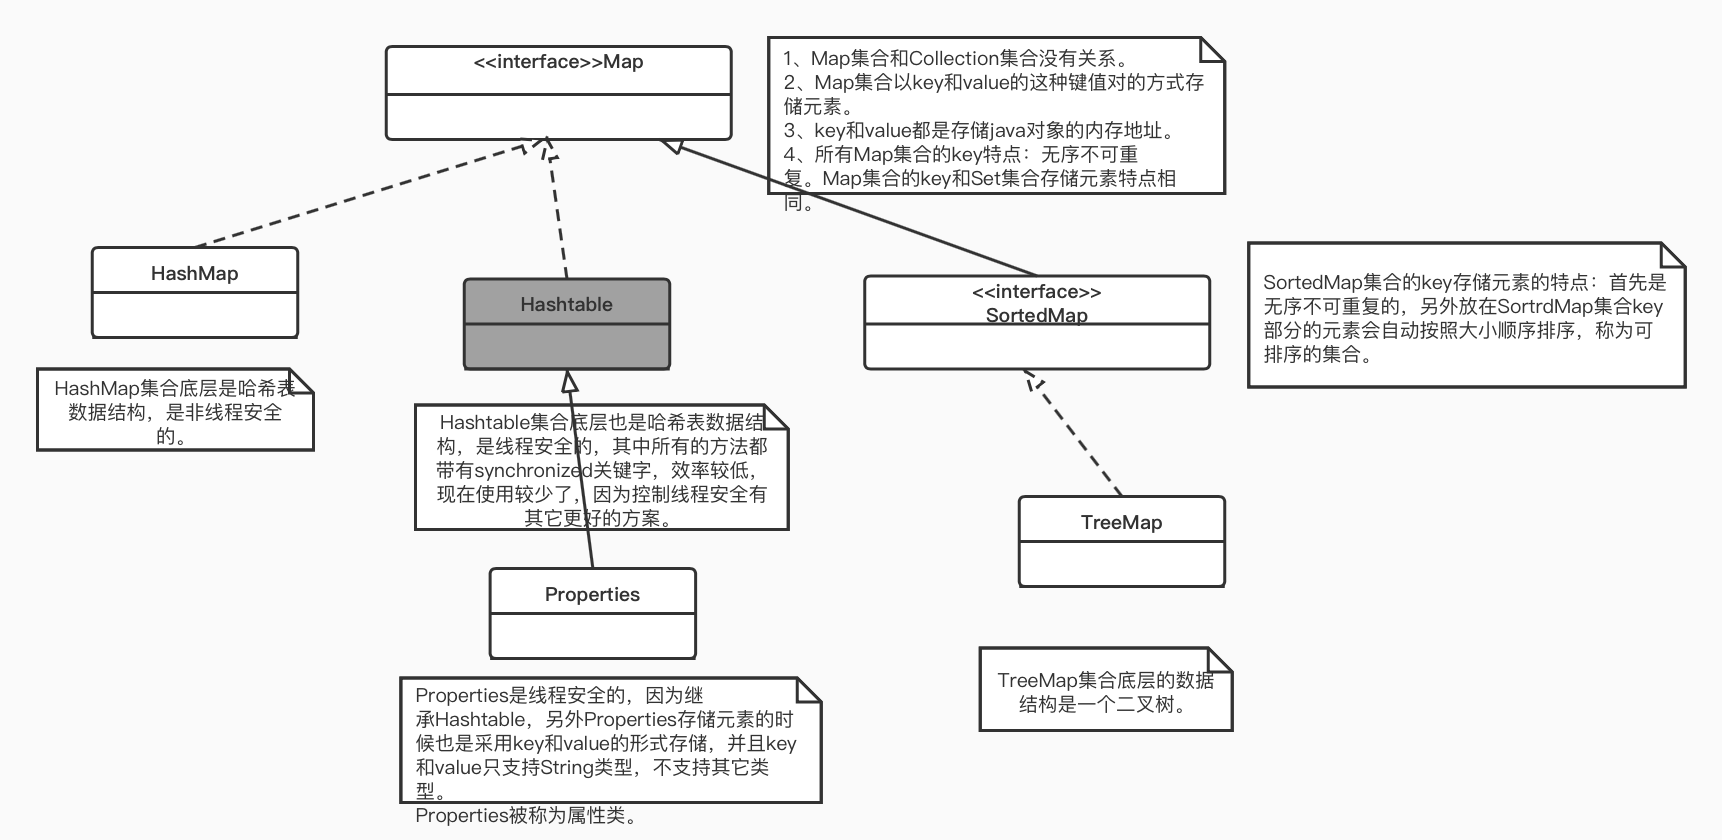 <<interface>>Map
1、Map集合和Collection集合没有关系。
2、Map集合以key和value的这种键值对的方式存
储元素。
3、key和value都是存储java对象的内存地址。
4、所有Map集合的key特点：无序不可重
复。Map集合的key和Set集合存储元素特点相
同。
HashMap
HashMap集合底层是哈希表
数据结构，是非线程安全
的。
Hashtable
Hashtable集合底层也是哈希表数据结
构，是线程安全的，其中所有的方法都
带有synchronized关键字，效率较低，
现在使用较少了，因为控制线程安全有
其它更好的方案。
<<interface>>
SortedMap
SortedMap集合的key存储元素的特点：首先是
无序不可重复的，另外放在SortrdMap集合key
部分的元素会自动按照大小顺序排序，称为可
排序的集合。
Properties
Properties是线程安全的，因为继
承Hashtable，另外Properties存储元素的时
候也是采用key和value的形式存储，并且key
和value只支持String类型，不支持其它类
型。
Properties被称为属性类。
TreeMap
TreeMap集合底层的数据
结构是一个二叉树。